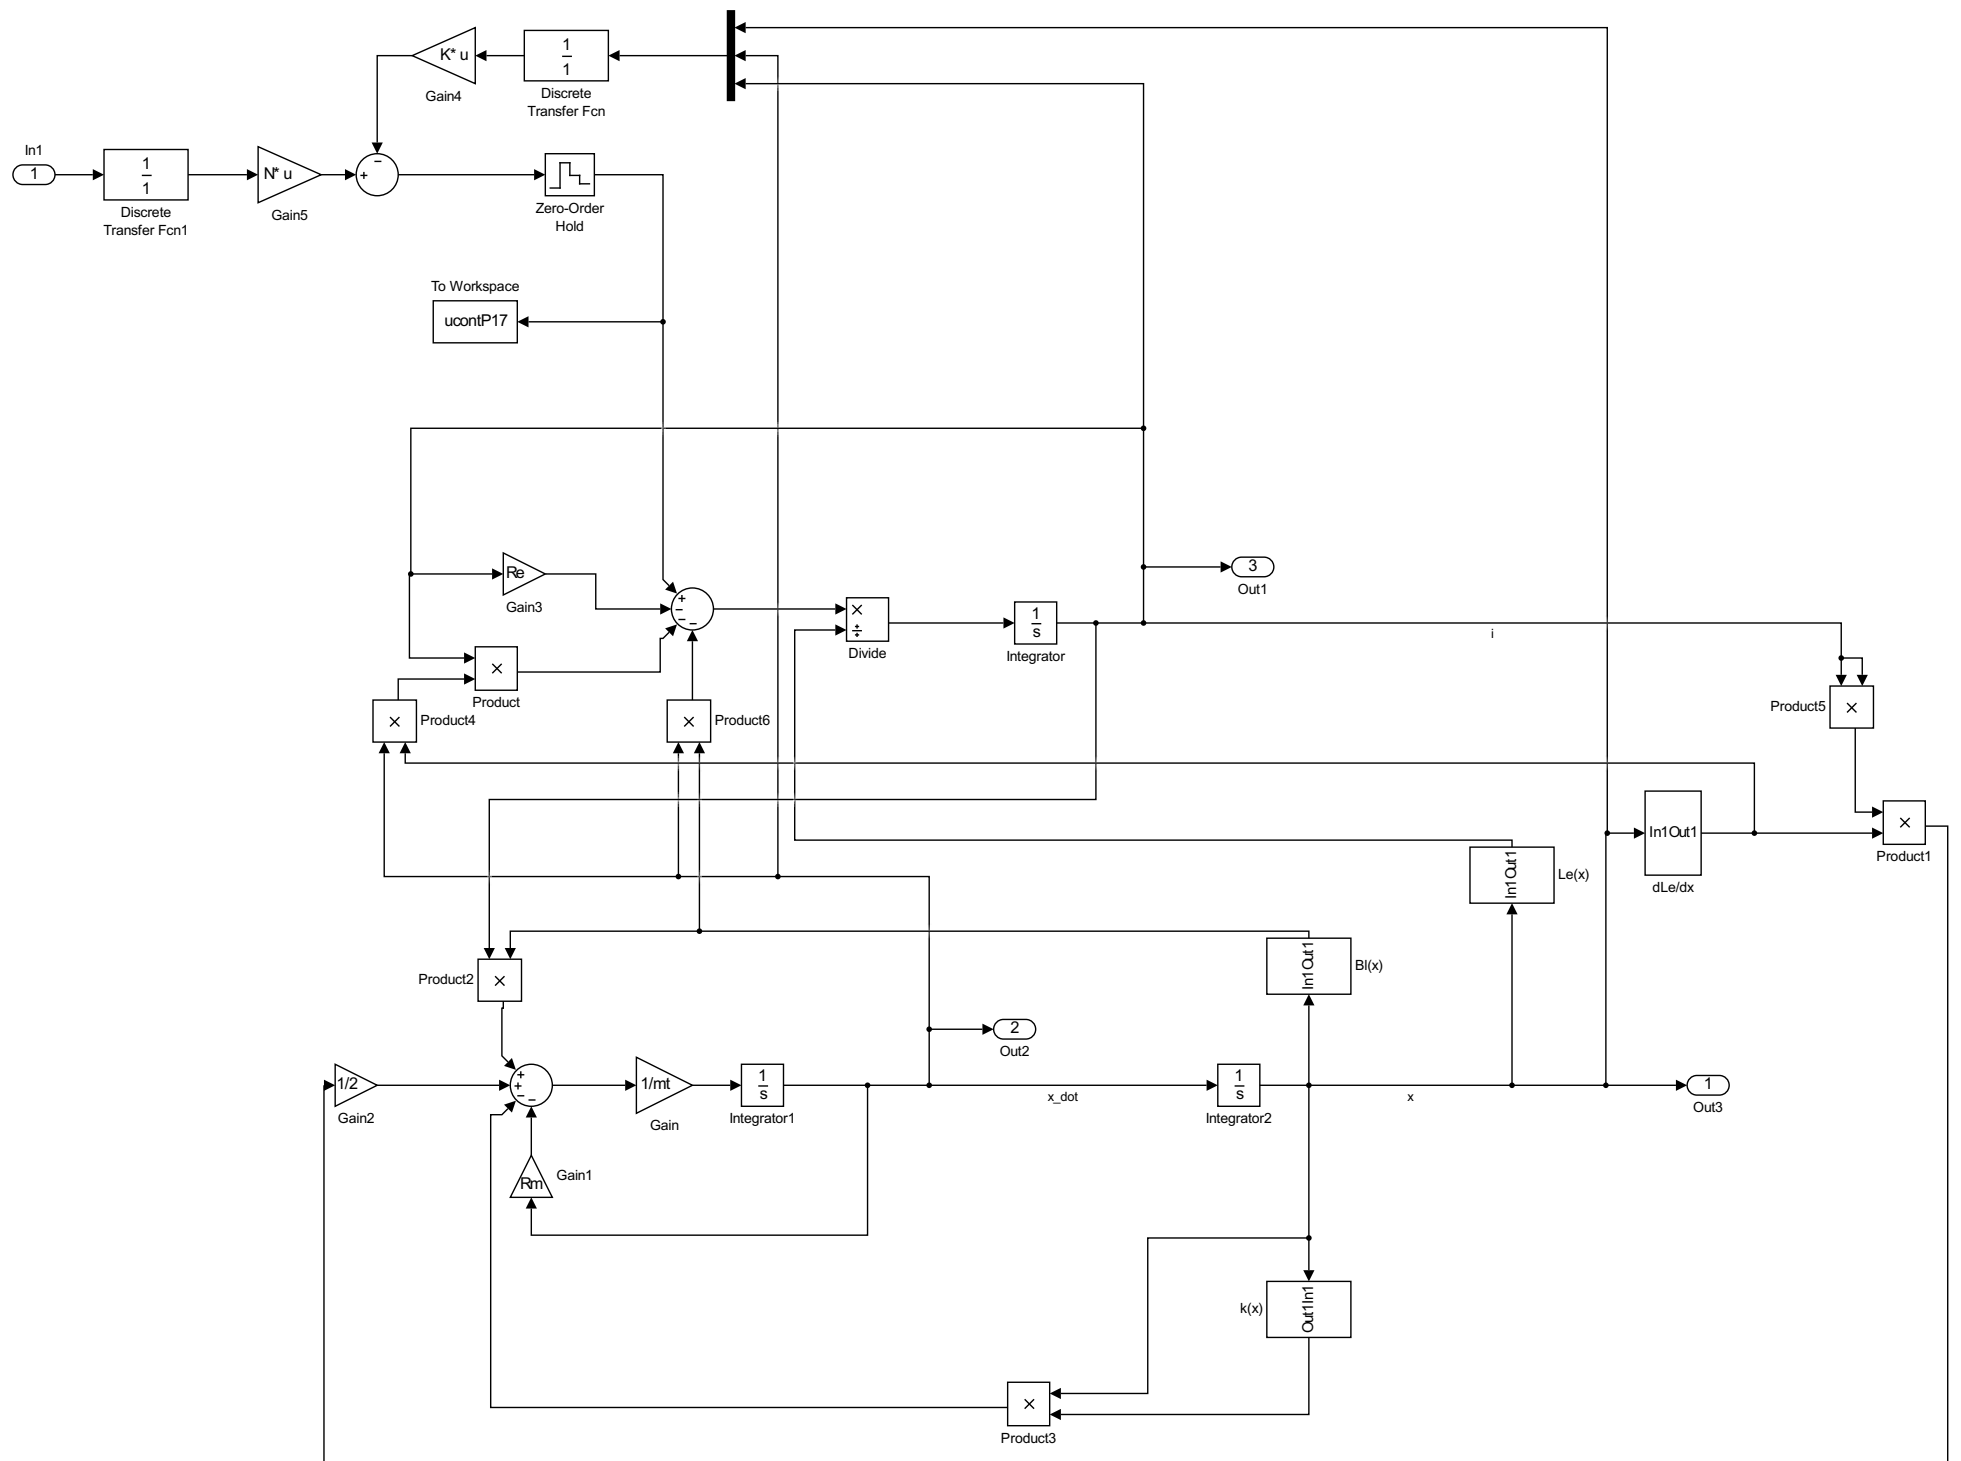 K* u
Gain4
1
1
Discrete
Transfer Fcn
In1
1
1
1
Discrete
Transfer Fcn1
N* u
Gain5
−
+
Zero-Order
Hold
To Workspace
ucontP17
Re
Gain3
+
−
−
−
×
Product
×
Product4
×
Product6
×
÷
Divide
1
s
Integrator
3
Out1
i
Product5
×
×
Product1
In1Out1
dLe/dx
In1Out1
Le(x)
In1Out1
Bl(x)
Product2
×
2
Out2
1/2
Gain2
+
+
−
−
1/mt
Gain
1
s
Integrator1
x_dot
1
s
Integrator2
x
1
Out3
Rm
Gain1
k(x)
Out1In1
×
Product3